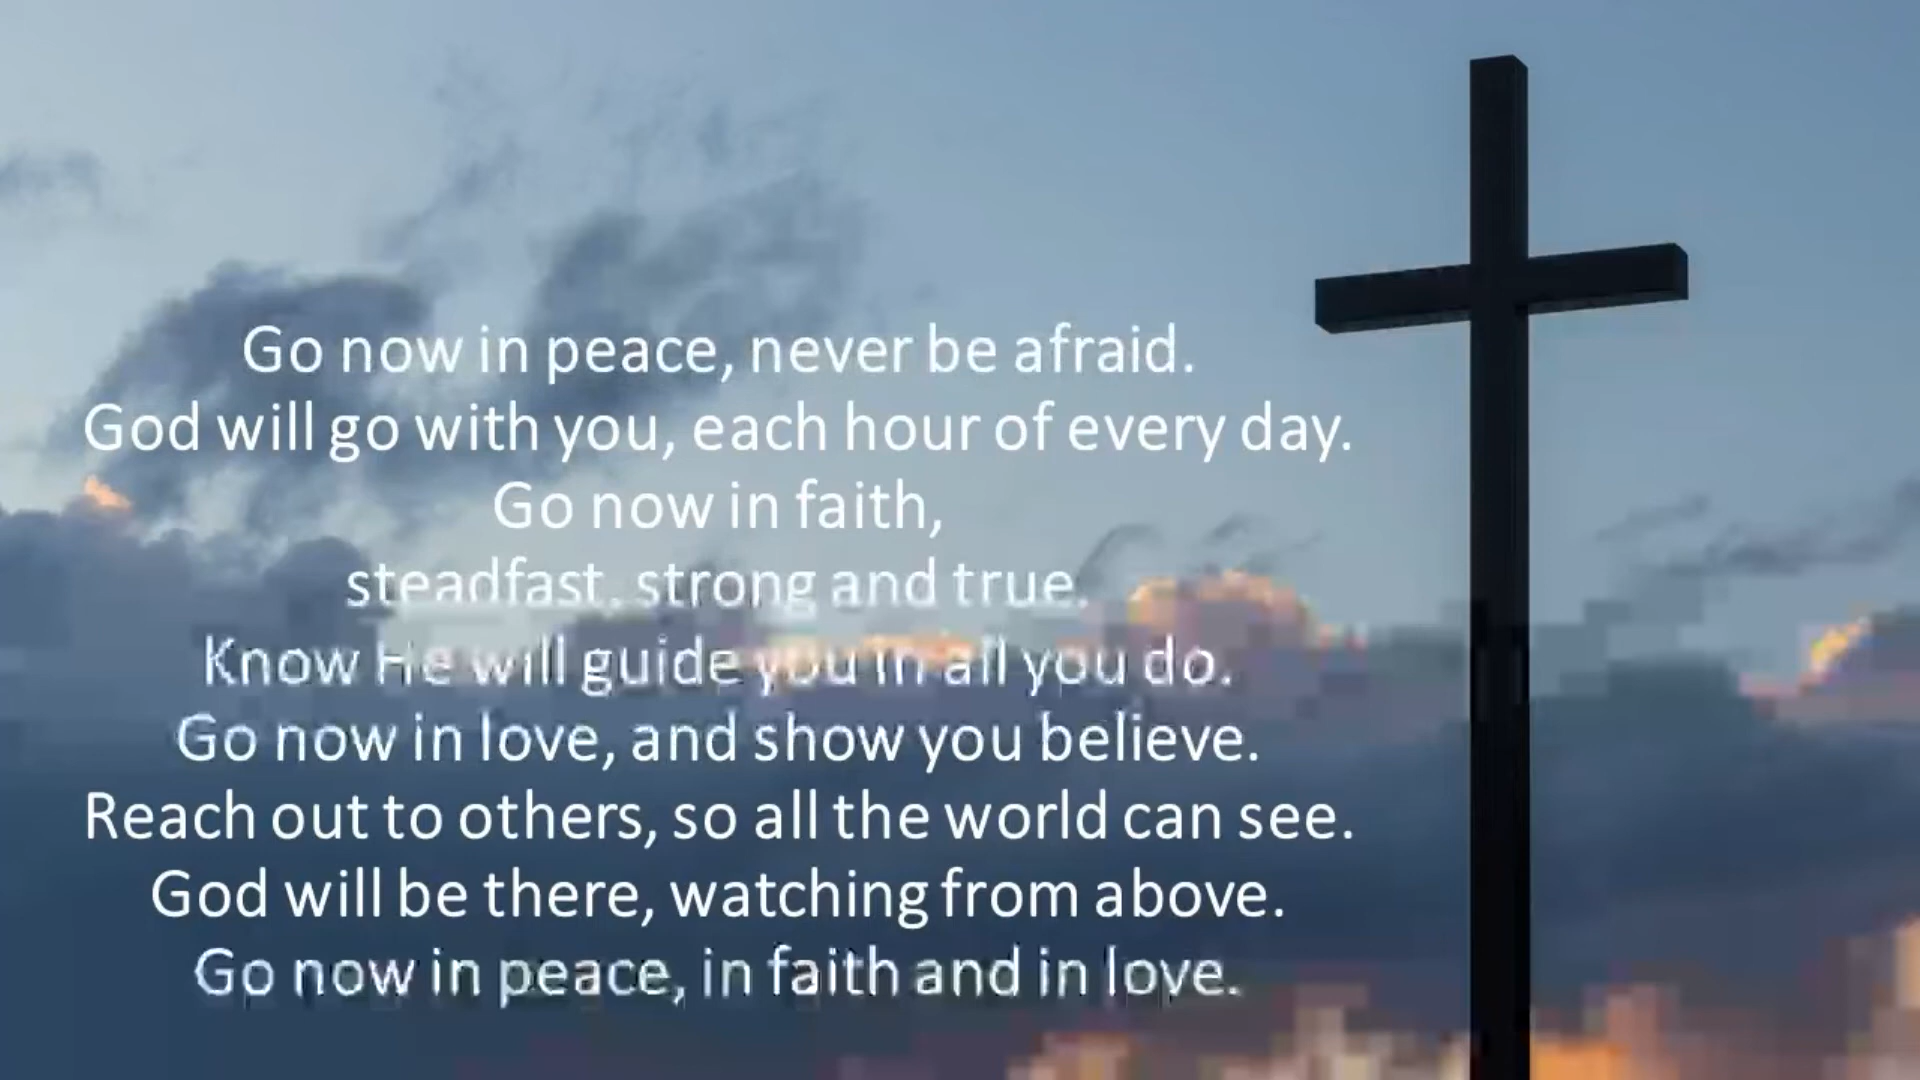 Go now in peace, never be afraid.
God will go with you, each hour of every day.
Go now in faith,
steadfast, strong and true.
Know He will guide you in all you do.
Go now in love, and show you believe.
Reach out to others, so all the world can see.
God will be there, watching from above.
Go now in peace, in faith and in love.